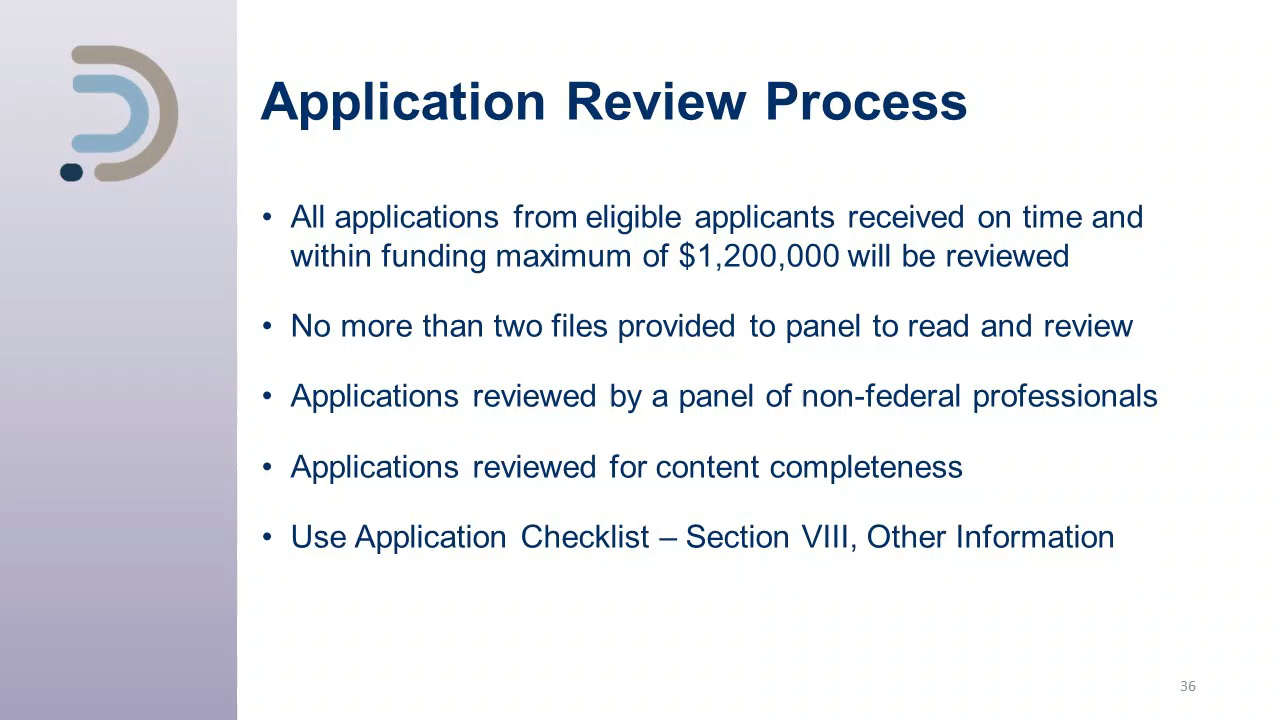 Application Review Process
• All applications from eligible applicants received on time and
within funding maximum of $1,200,000 will be reviewed
• No more than two files provided to panel to read and review
• Applications reviewed by a panel of non-federal professionals
• Applications reviewed for content completeness
• Use Application Checklist – Section VIII, Other Information
36